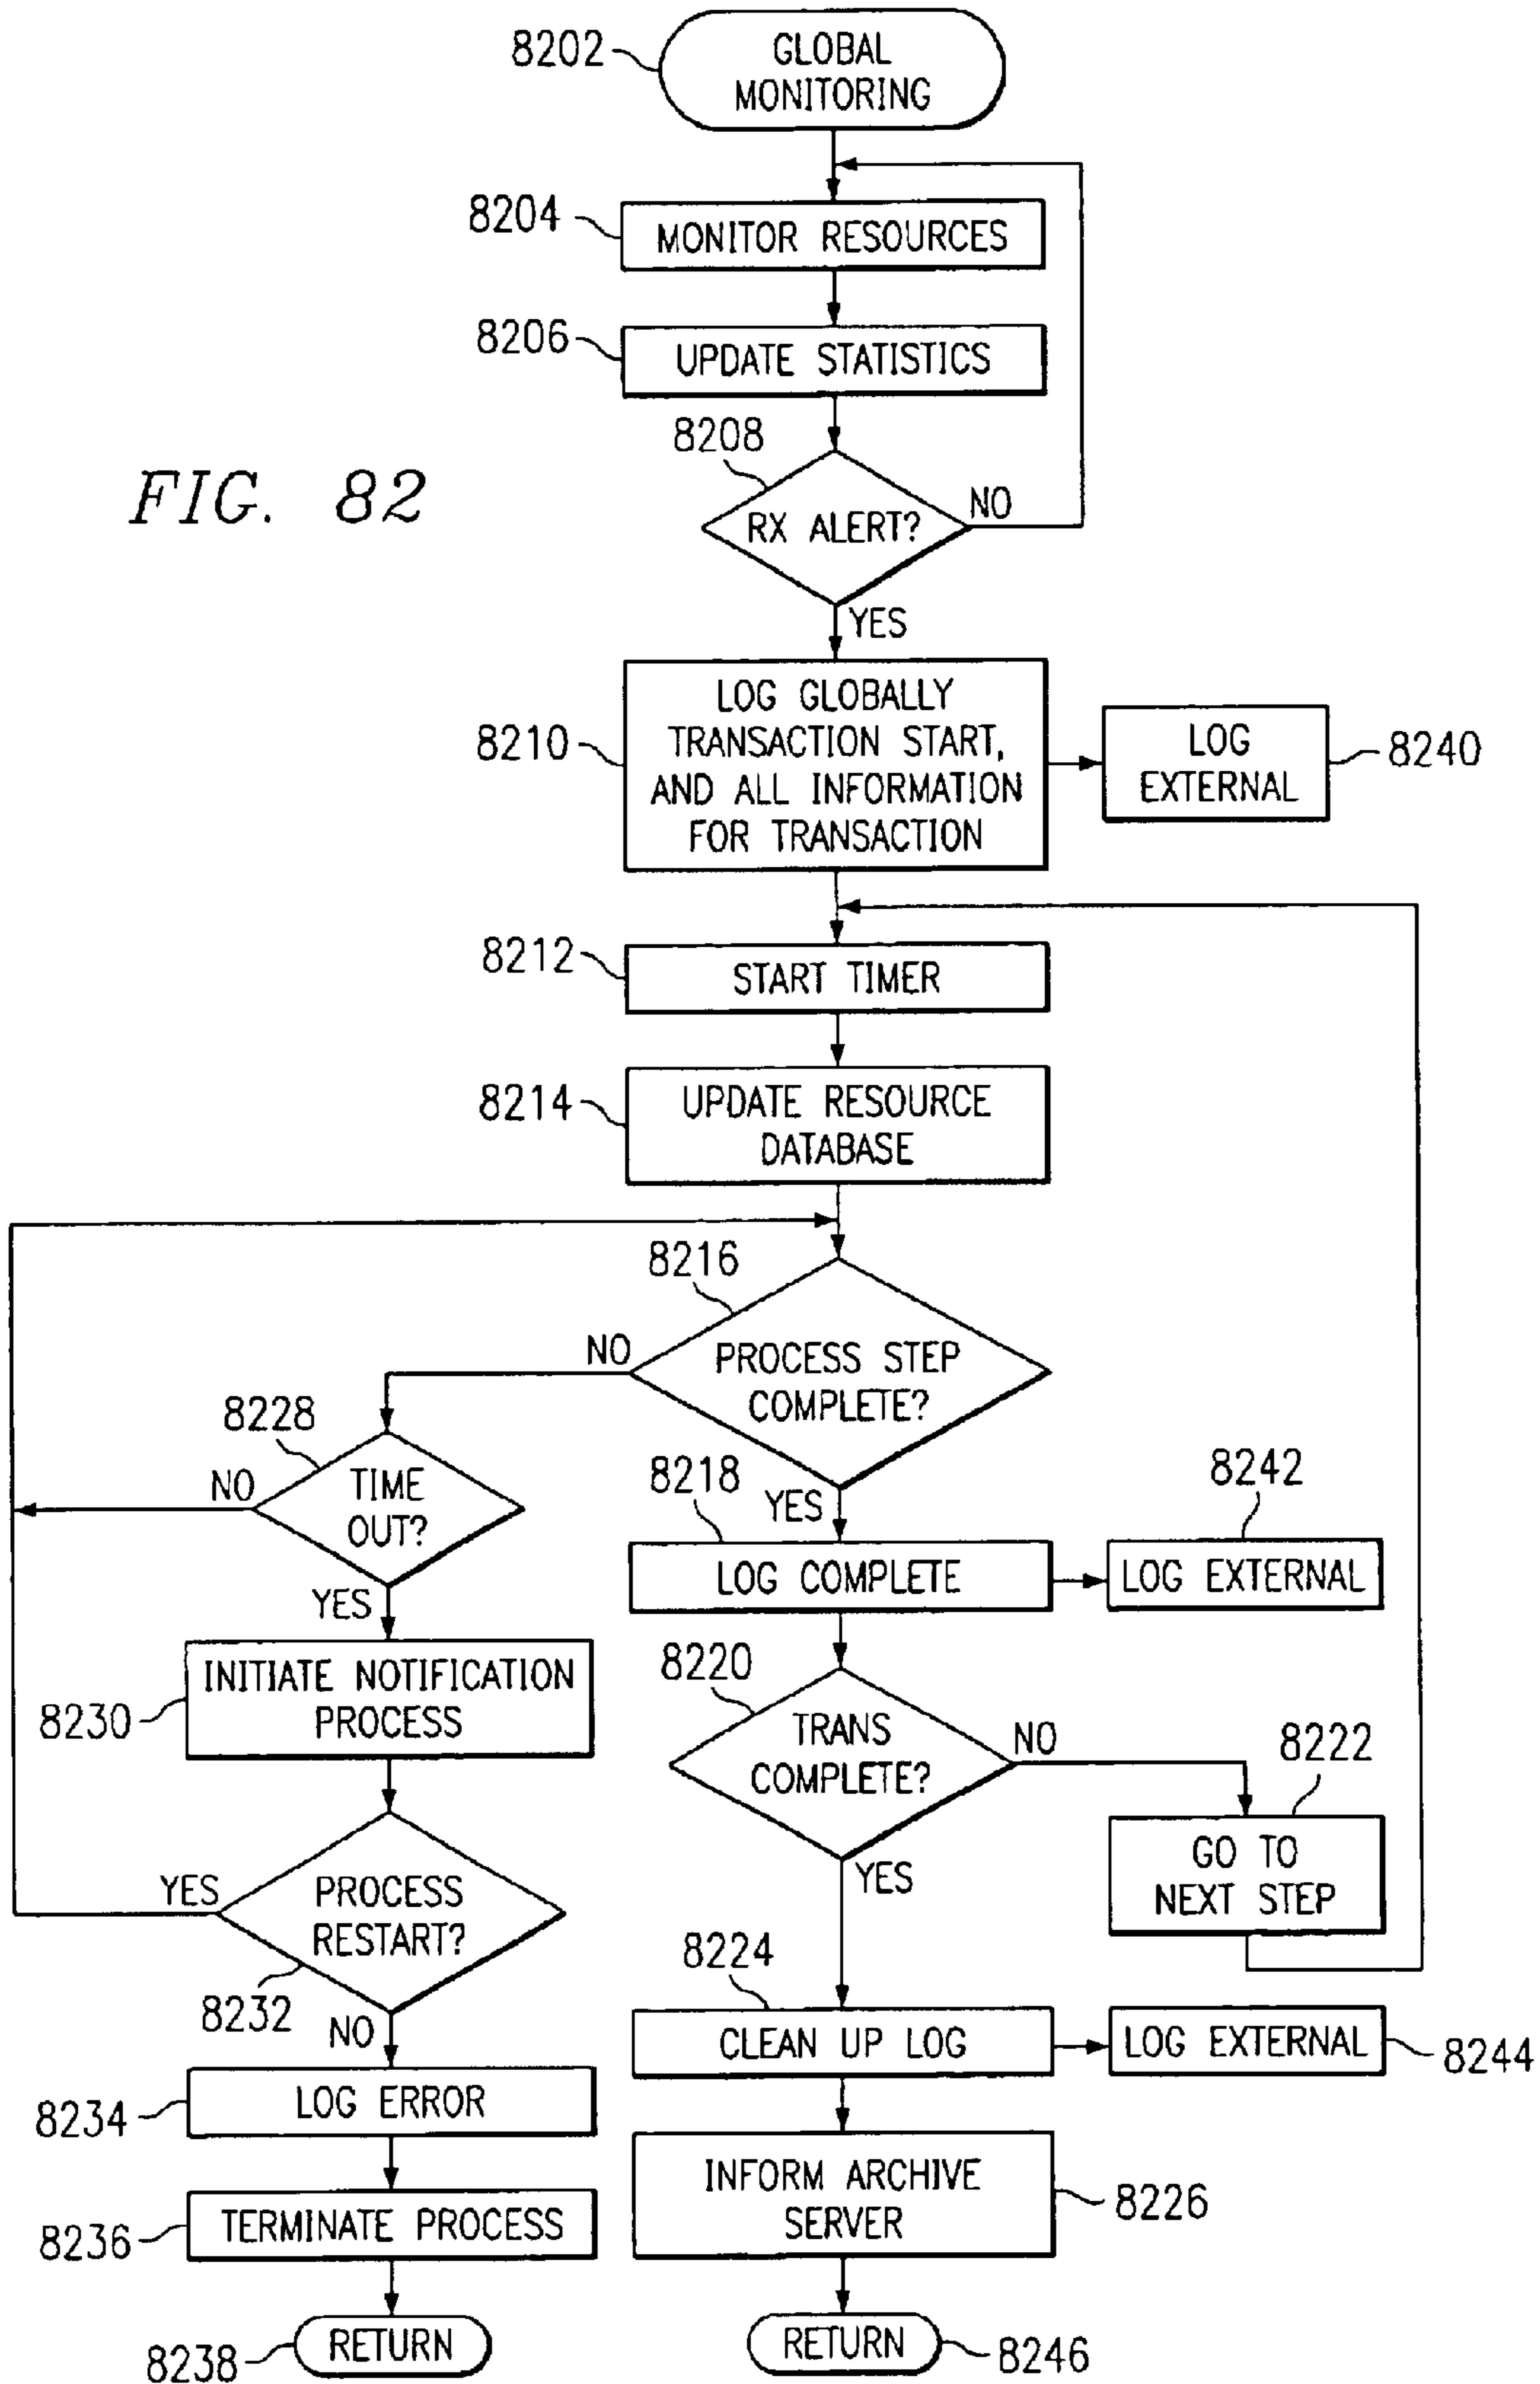 8202
GLOBAL
MONITORING
8204
MONITOR RESOURCES
8206
UPDATE STATISTICS
8208
FIG. 82
RX ALERT?
NO
YES
8210
LOG GLOBALLY
TRANSACTION START,
AND ALL INFORMATION
FOR TRANSACTION
LOG
EXTERNAL
8240
8212
START TIMER
8214
UPDATE RESOURCE
DATABASE
8216
PROCESS STEP
COMPLETE?
NO
YES
8228
TIME
OUT?
NO
YES
8218
LOG COMPLETE
8242
LOG EXTERNAL
8230
INITIATE NOTIFICATION
PROCESS
8220
TRANS
COMPLETE?
NO
YES
8222
GO TO
NEXT STEP
PROCESS
RESTART?
YES
8232
NO
8224
CLEAN UP LOG
LOG EXTERNAL
8244
8234
LOG ERROR
INFORM ARCHIVE
SERVER
8226
8236
TERMINATE PROCESS
8238
RETURN
RETURN
8246